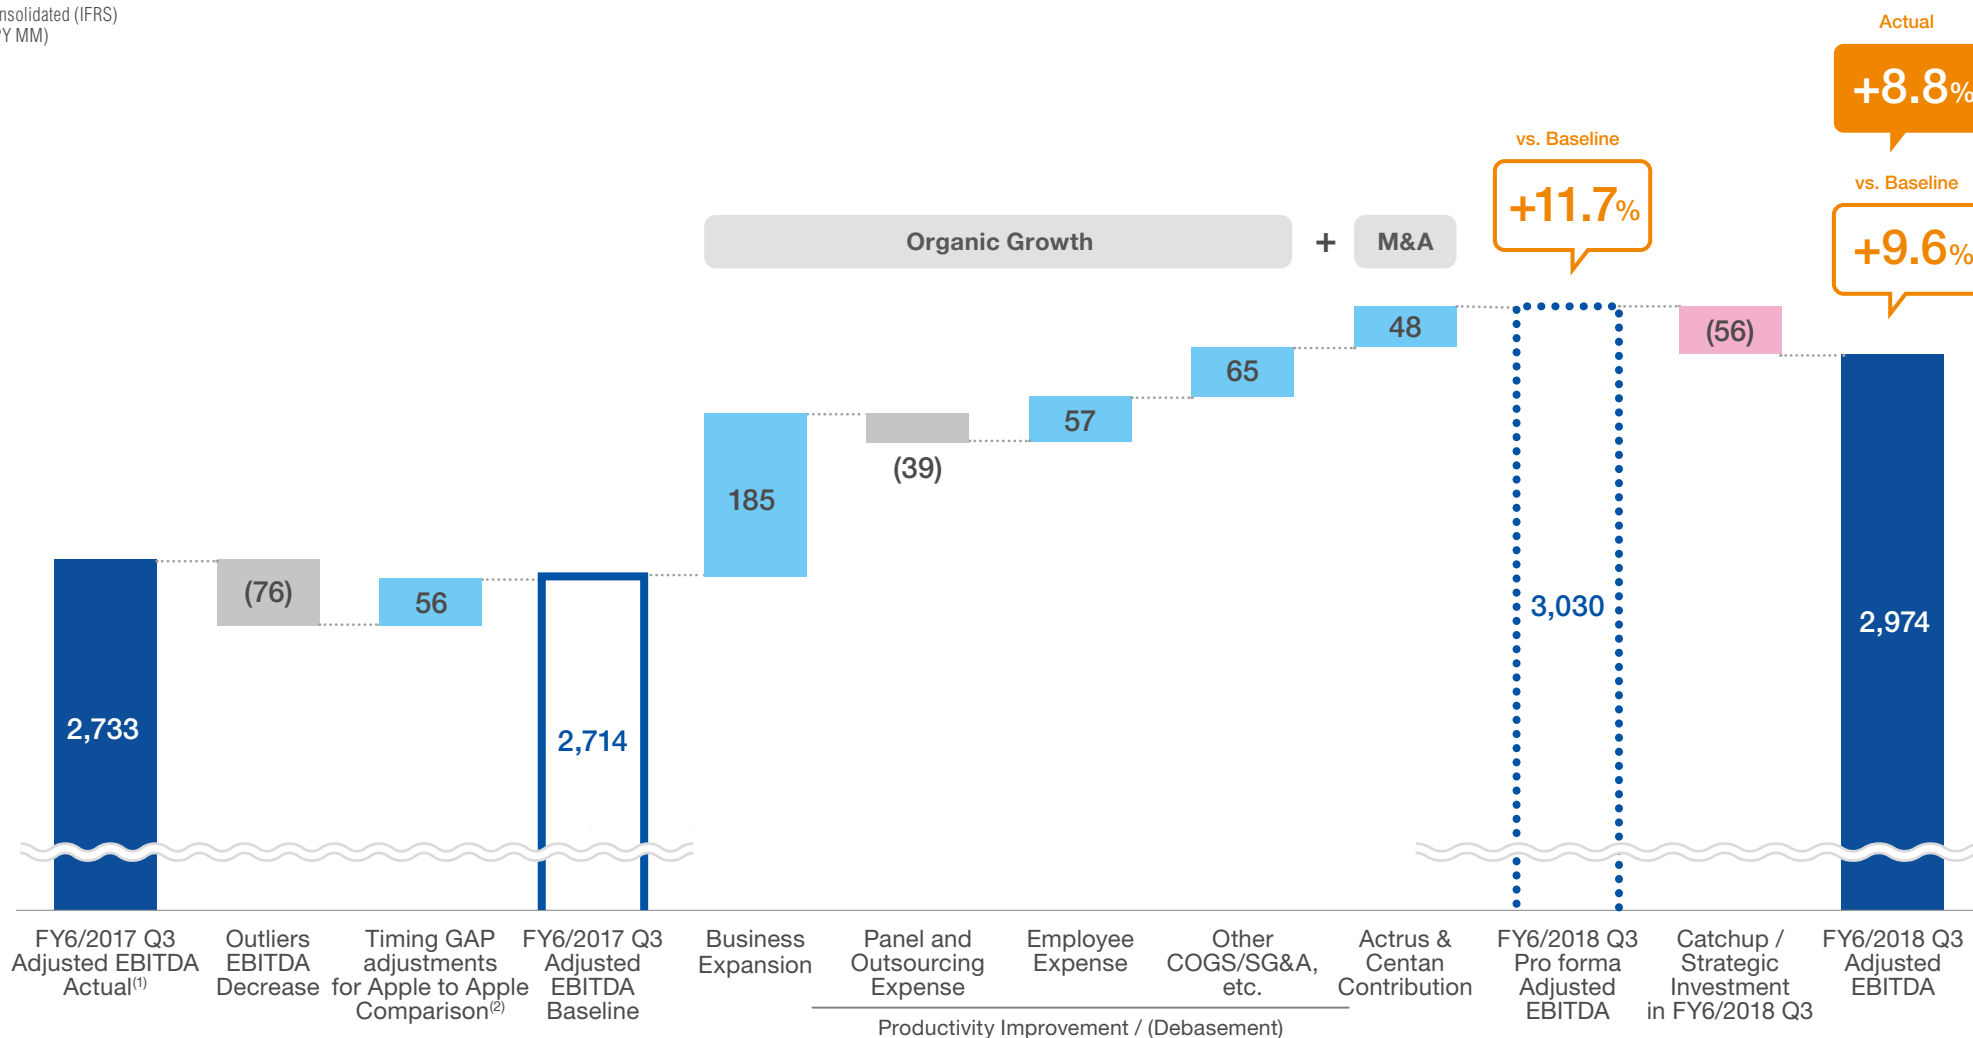 nsolidated (IFRS)
PY MM)
Actual
+8.8%
vs. Baseline
+11.7%
vs. Baseline
+9.6%
Organic Growth
+
M&A
48
(56)
65
57
(39)
185
(76)
56
2,733
2,714
3,030
2,974
FY6/2017 Q3
Adjusted EBITDA
Actual(1)
Outliers
EBITDA
Decrease
Timing GAP
adjustments
for Apple to Apple
Comparison(2)
FY6/2017 Q3
Adjusted
EBITDA
Baseline
Business
Expansion
Panel and
Outsourcing
Expense
Employee
Expense
Other
COGS/SG&A,
etc.
Actrus &
Centan
Contribution
FY6/2018 Q3
Pro forma
Adjusted
EBITDA
Catchup /
Strategic
Investment
in FY6/2018 Q3
FY6/2018 Q3
Adjusted
EBITDA
Productivity Improvement / (Debasement)